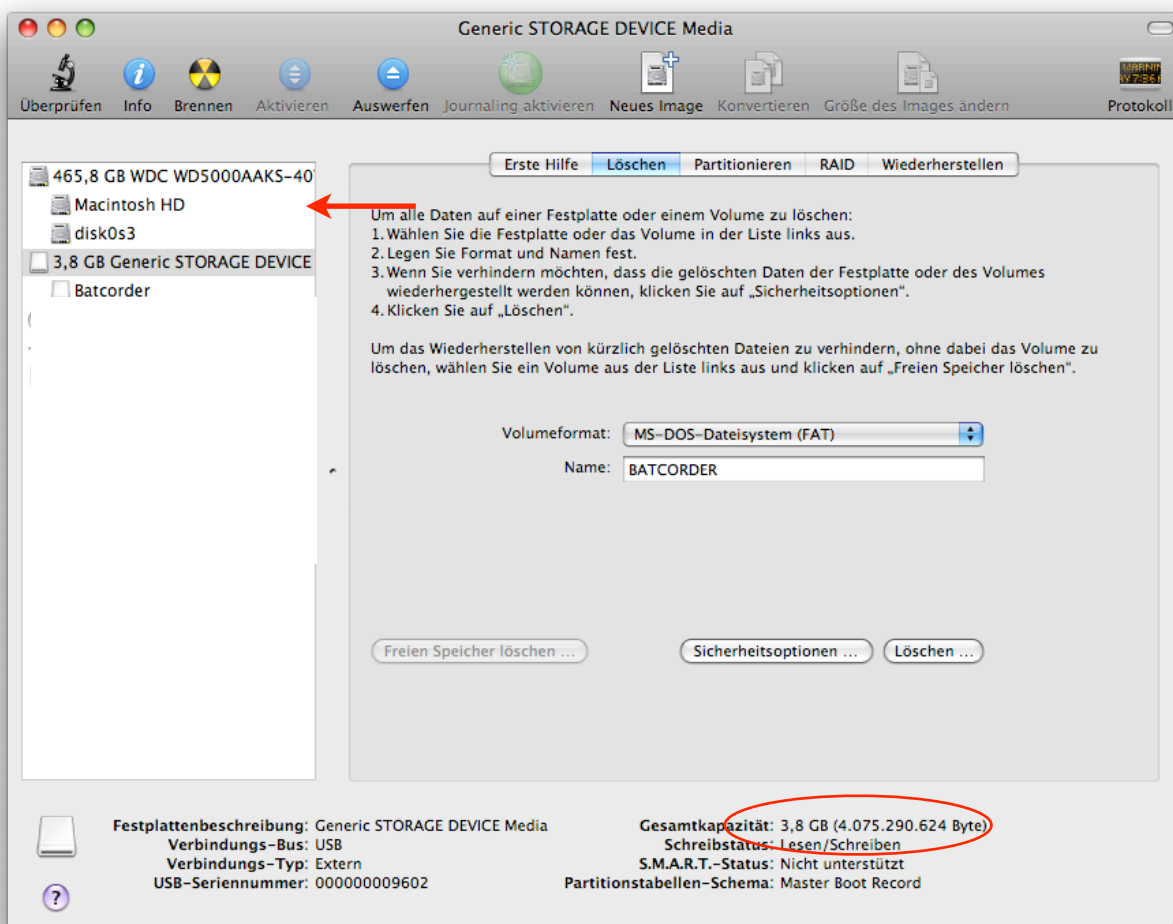 Generic STORAGE DEVICE Media
Überprüfen Info Brennen Aktivieren Auswerfen Journaling aktivieren Neues Image Konvertieren Größe des Images ändern Protokoll
465,8 GB WDC WD5000AAKS-40
Macintosh HD
disk0s3
3,8 GB Generic STORAGE DEVICE
Batcorder
Erste Hilfe Löschen Partitionieren RAID Wiederherstellen
Um alle Daten auf einer Festplatte oder einem Volume zu löschen:
1. Wählen Sie die Festplatte oder das Volume in der Liste links aus.
2. Legen Sie Format und Namen fest.
3. Wenn Sie verhindern möchten, dass die gelöschten Daten der Festplatte oder des Volumes
wiederhergestellt werden können, klicken Sie auf „Sicherheitsoptionen“.
4. Klicken Sie auf „Löschen“.
Um das Wiederherstellen von kürzlich gelöschten Dateien zu verhindern, ohne dabei das Volume zu
löschen, wählen Sie ein Volume aus der Liste links aus und klicken auf „Freien Speicher löschen“.
Volumeformat: MS-DOS-Dateisystem (FAT)
Name: BATCORDER
Freien Speicher löschen ... Sicherheitsoptionen ... Löschen ...
Festplattenbeschreibung: Generic STORAGE DEVICE Media
Verbindungs-Bus: USB
Verbindungs-Typ: Extern
USB-Seriennummer: 000000009602
Gesamtkapazität: 3,8 GB (4.075.290.624 Byte)
Schreibstatus: Lesen/Schreiben
S.M.A.R.T.-Status: Nicht unterstützt
Partitionstabellen-Schema: Master Boot Record
?